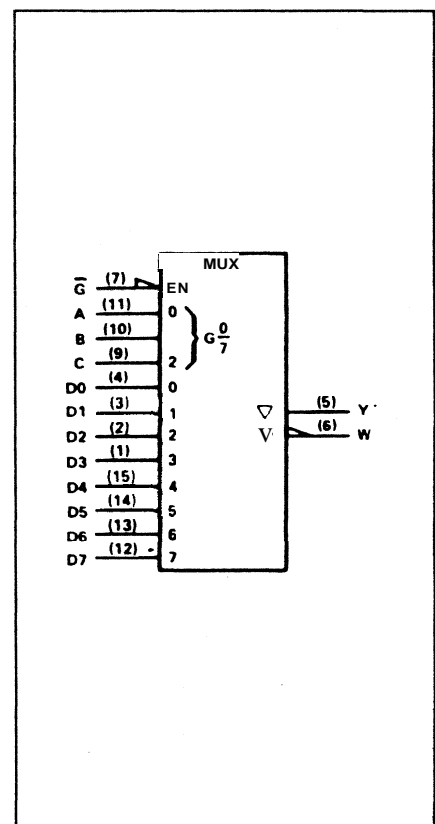 MUX
G̅ (7) EN
A (11) 0
B (10) G 0/7
C (9) 2
D0 (4) 0
D1 (3) 1 ▽ (5) Y
D2 (2) 2 V (6) W
D3 (1) 3
D4 (15) 4
D5 (14) 5
D6 (13) 6
D7 (12) 7